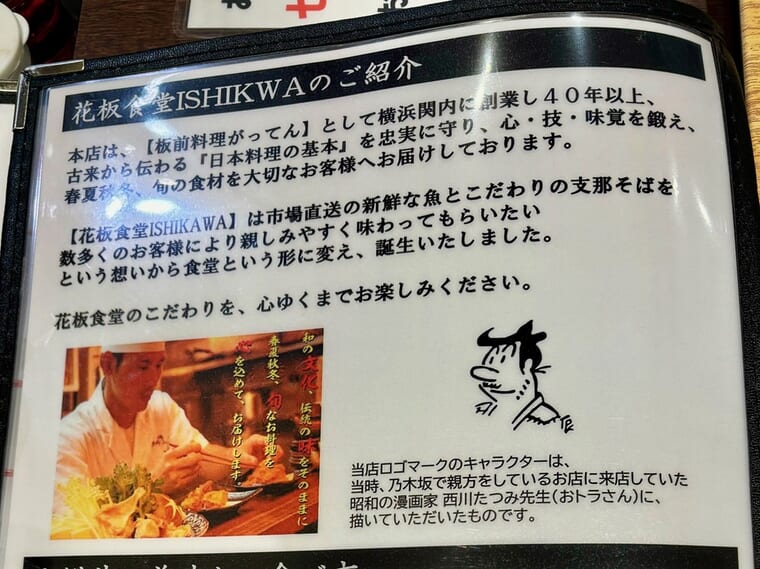 花板食堂ISHIKWAのご紹介
本店は、【板前料理がってん】として横浜関内に創業し４０年以上、
古来から伝わる『日本料理の基本』を忠実に守り、心・技・味覚を鍛え、
春夏秋冬、旬の食材を大切なお客様へお届けしております。
【花板食堂ISHIKAWA】は市場直送の新鮮な魚とこだわりの支那そばを
数多くのお客様により親しみやすく味わってもらいたい
という想いから食堂という形に変え、誕生いたしました。
花板食堂のこだわりを、心ゆくまでお楽しみください。
和の文化、伝統の味をそのままに
春夏秋冬、旬なお料理を
心を込めて、お届けします。
当店ロゴマークのキャラクターは、
当時、乃木坂で親方をしているお店に来店していた
昭和の漫画家 西川たつみ先生（おトラさん）に、
描いていただいたものです。